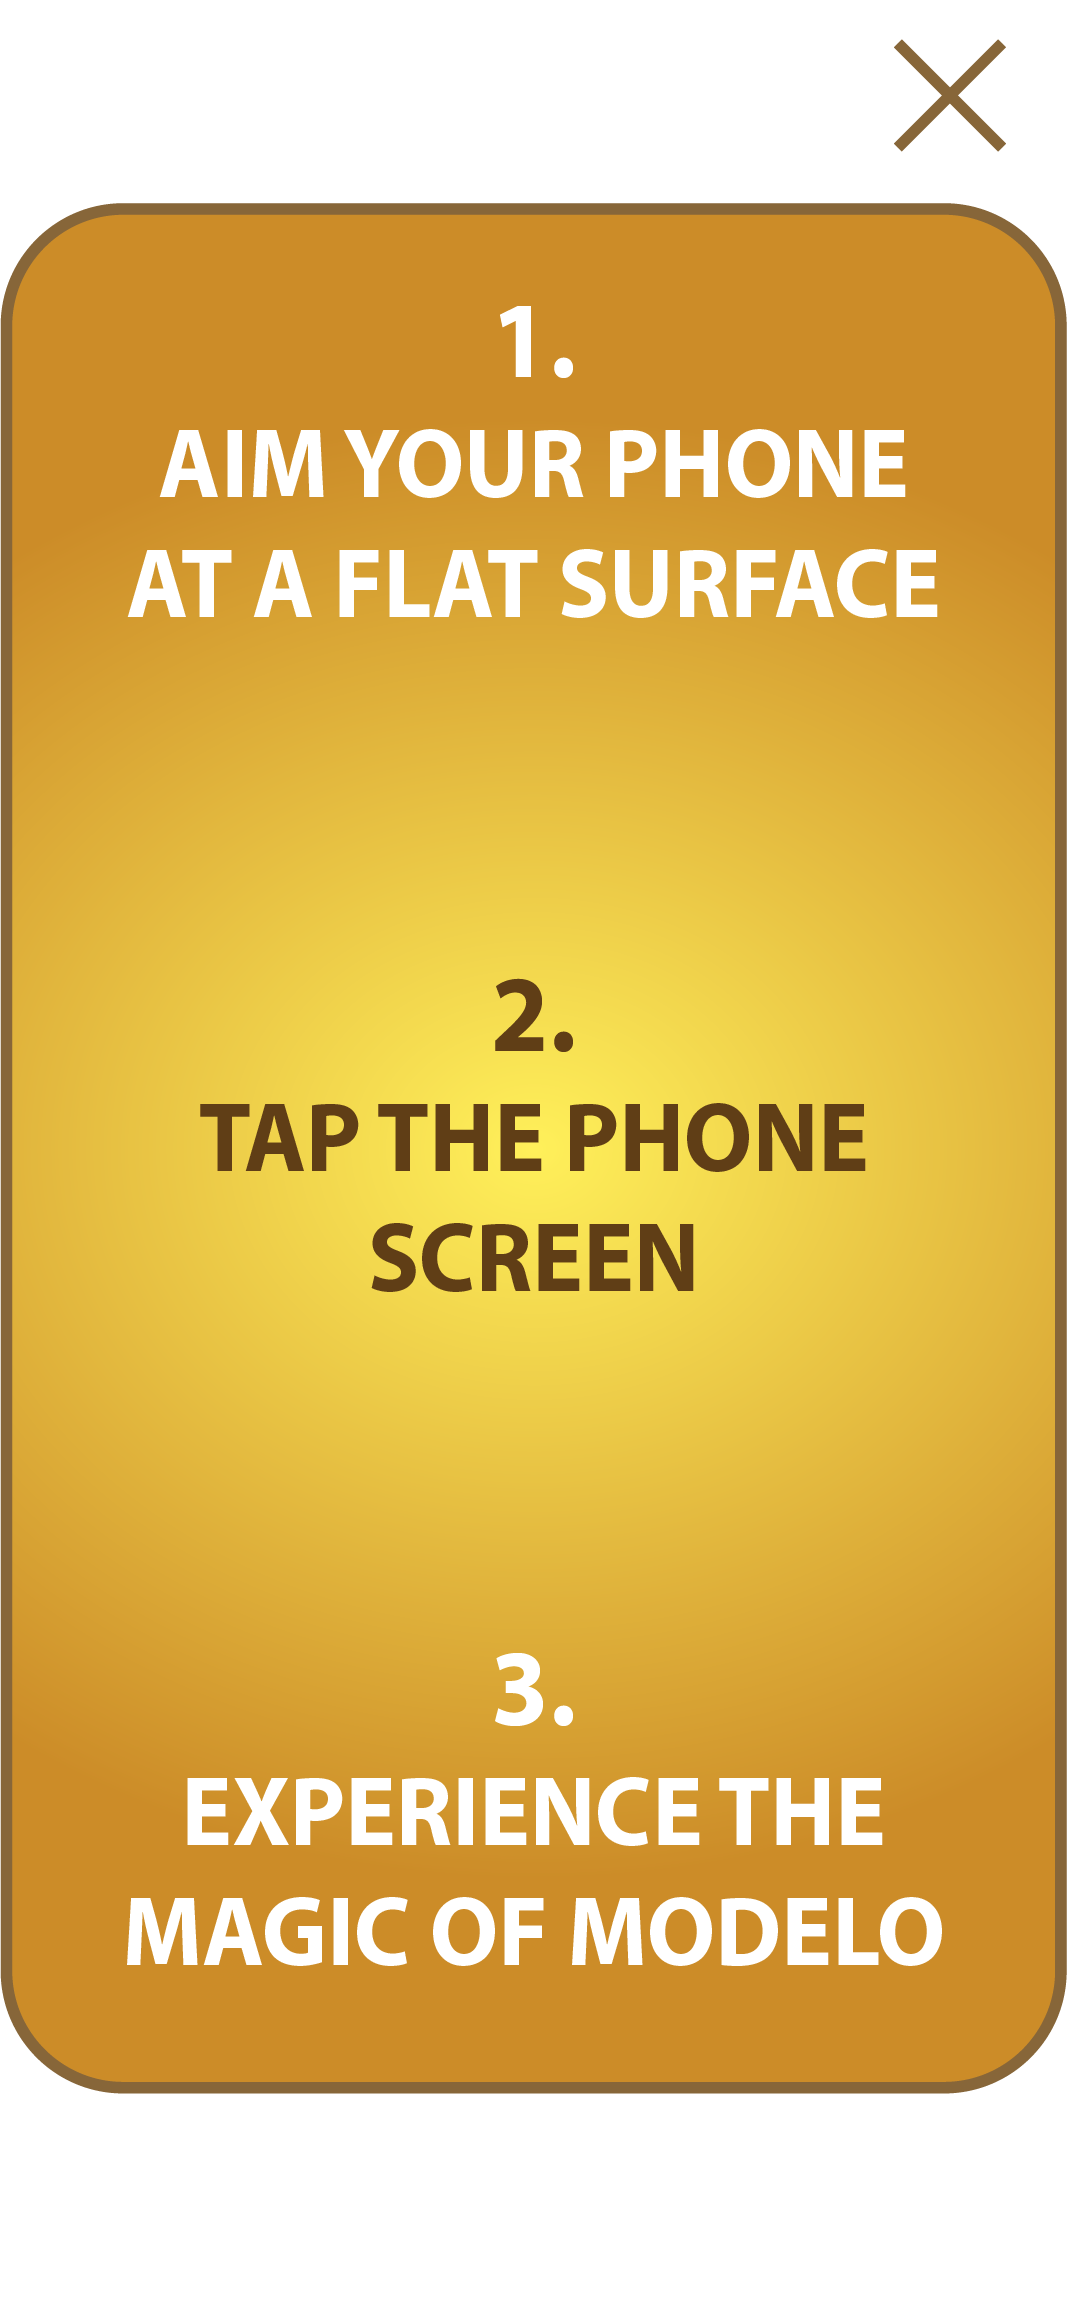 1.
AIM YOUR PHONE
AT A FLAT SURFACE
2.
TAP THE PHONE
SCREEN
3.
EXPERIENCE THE
MAGIC OF MODELO